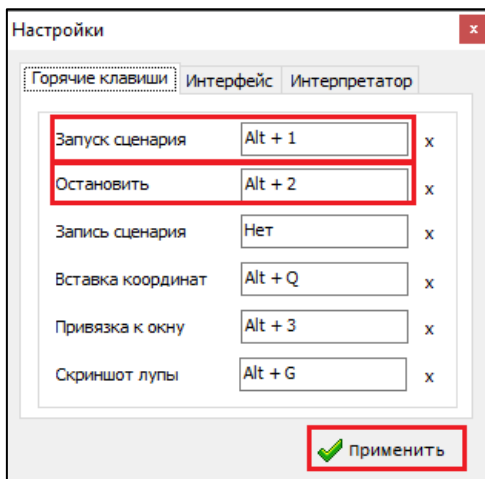 Настройки x
Горячие клавиши Интерфейс Интерпретатор
Запуск сценария Alt + 1 x
Остановить Alt + 2 x
Запись сценария Нет x
Вставка координат Alt + Q x
Привязка к окну Alt + 3 x
Скриншот лупы Alt + G x
Применить